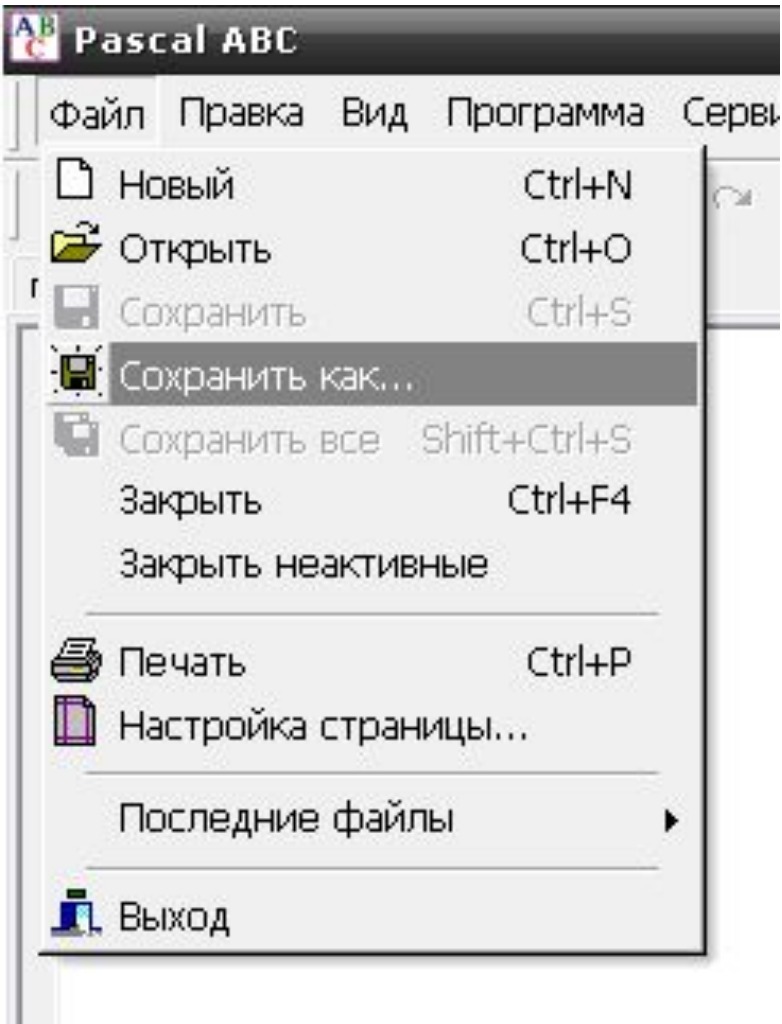 Pascal ABC
Файл Правка Вид Программа
Новый Ctrl+N
Открыть Ctrl+O
Сохранить Ctrl+S
Сохранить как...
Сохранить все Shift+Ctrl+S
Закрыть Ctrl+F4
Закрыть неактивные
Печать Ctrl+P
Настройка страницы...
Последние файлы
Выход